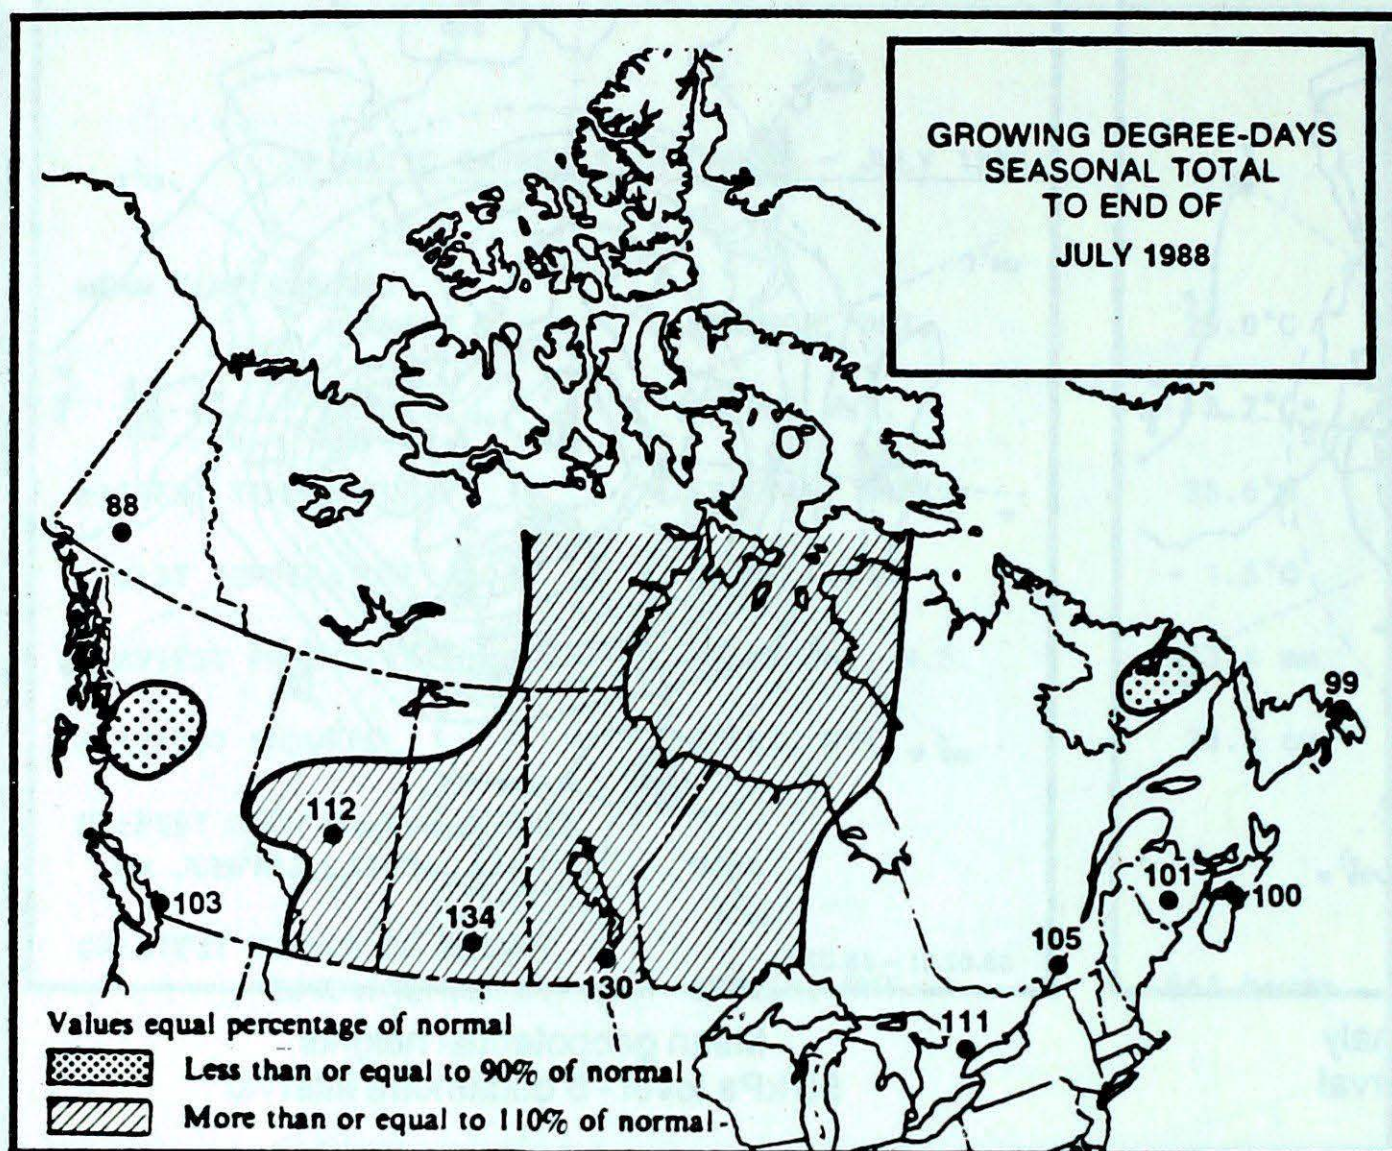 GROWING DEGREE-DAYS
SEASONAL TOTAL
TO END OF
JULY 1988
88
99
112
103
134
101
100
105
130
111
Values equal percentage of normal
Less than or equal to 90% of normal
More than or equal to 110% of normal